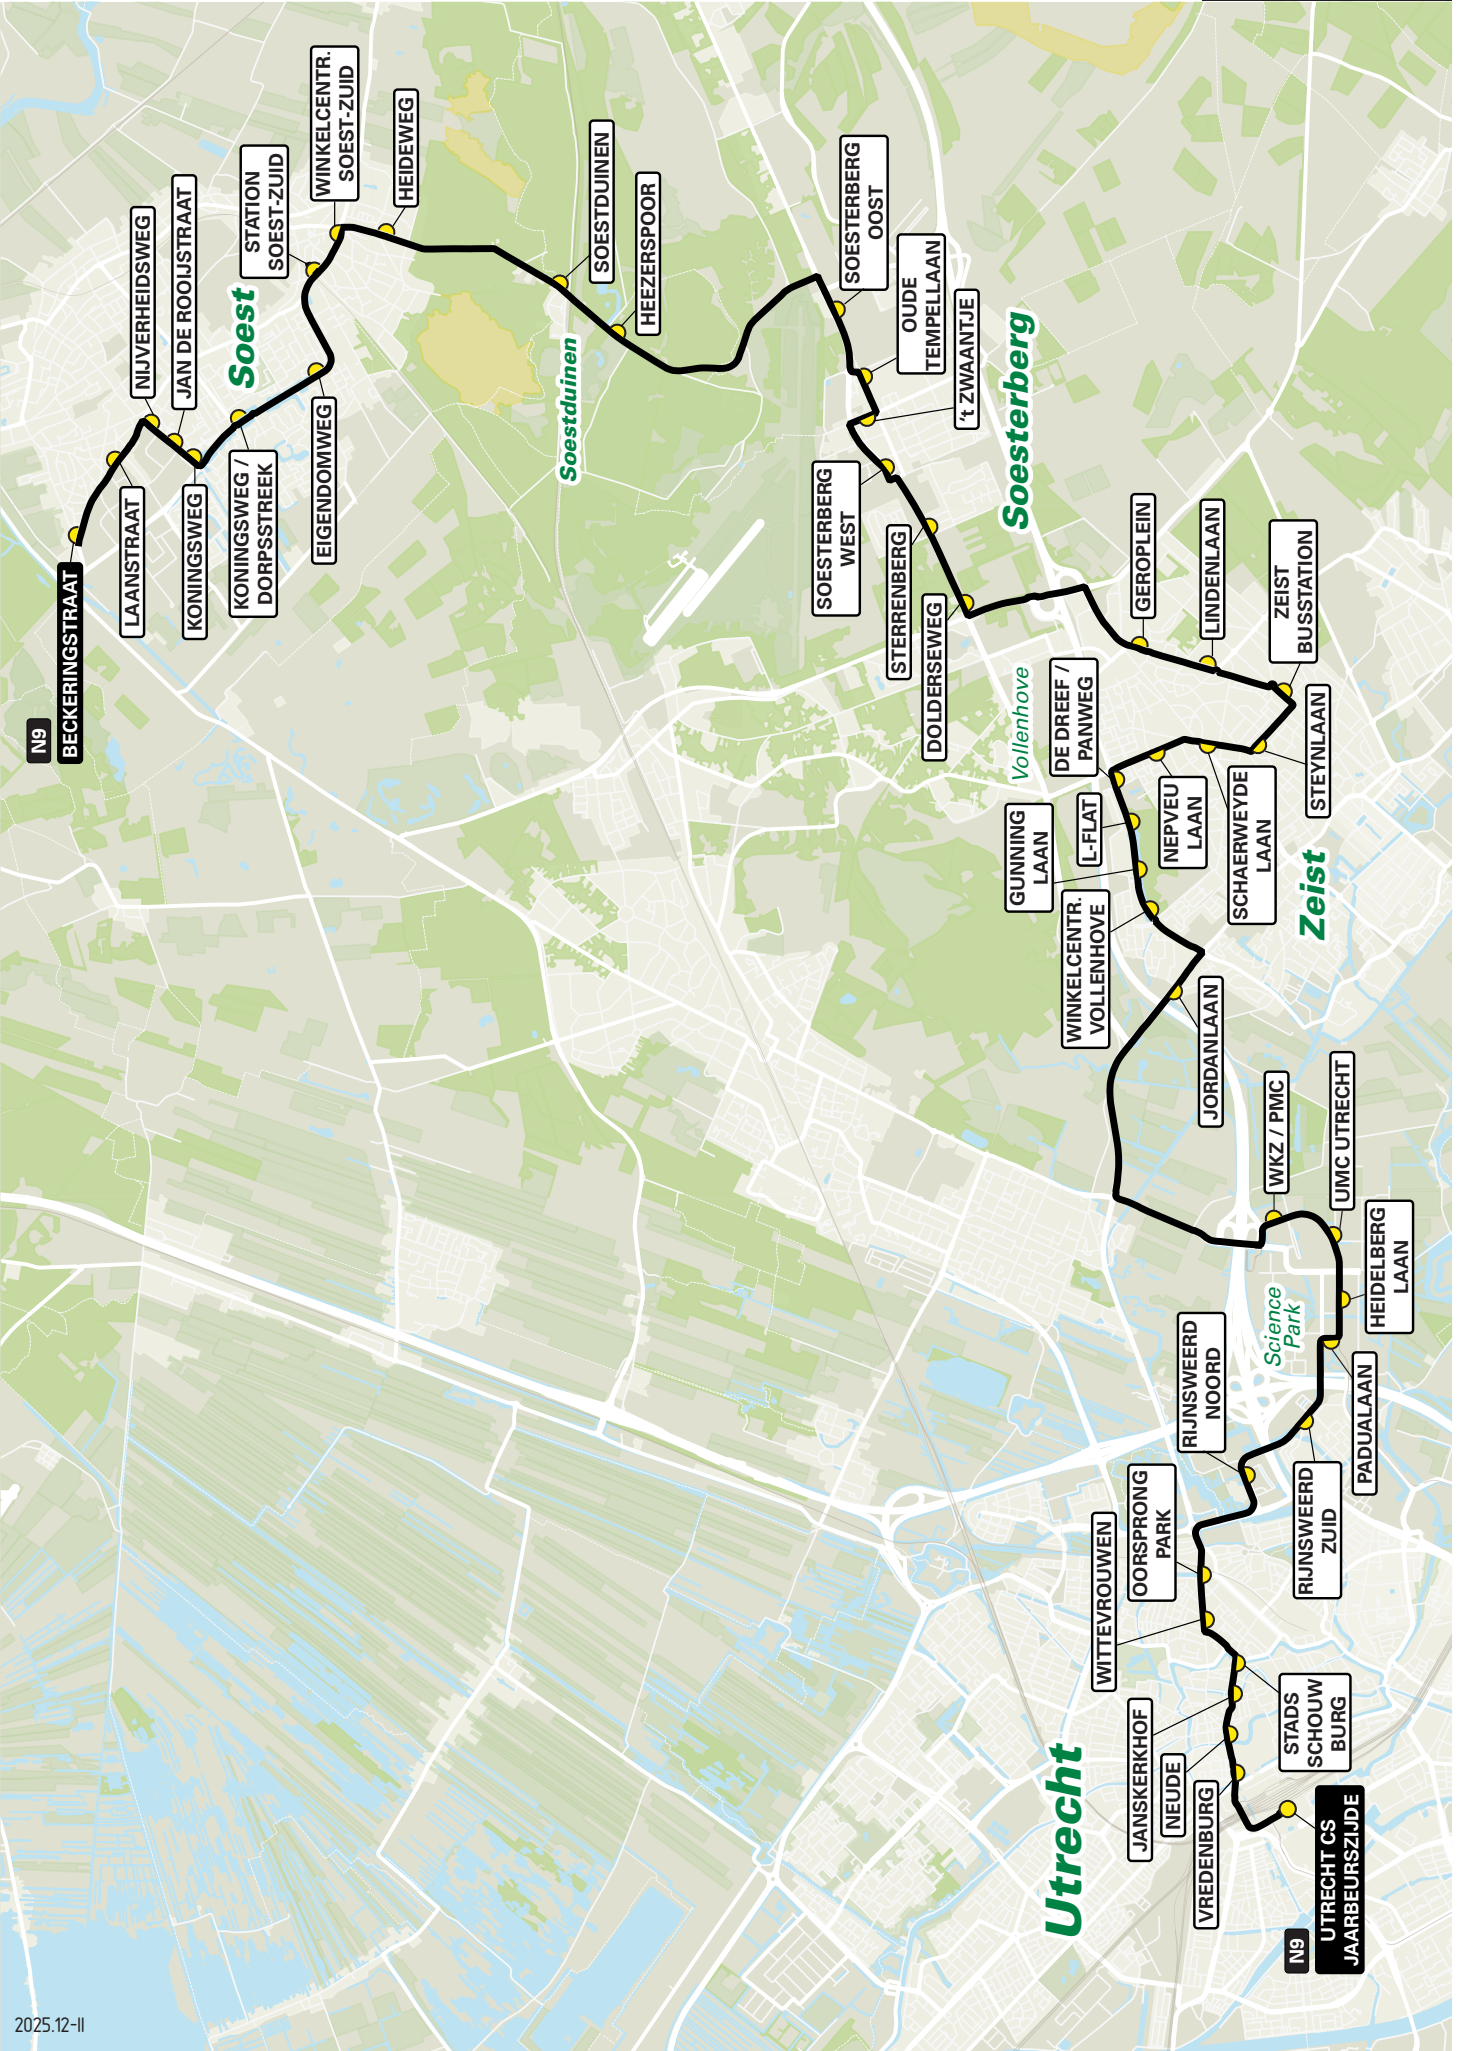 N9
BECKERINGSTRAAT
LAANSTRAAT
NIJVERHEIDSWEG
JAN DE ROOIJSTRAAT
KONINGSWEG
KONINGSWEG /
DORPSSTREEK
Soest
EIGENDOMWEG
STATION
SOEST-ZUID
WINKELCENTR.
SOEST-ZUID
HEIDEWEG
Soestduinen
SOESTDUINEN
HEEZERSPOOR
SOESTERBERG
OOST
OUDE
TEMPELLAAN
't ZWAANTJE
Soesterberg
SOESTERBERG
WEST
STERRENBERG
DOLDERSEWEG
GEROPLEIN
LINDENLAAN
ZEIST
BUSSTATION
STEYNLAAN
SCHAERWEYDE
LAAN
NEPVEU
LAAN
Zeist
Vollenhove
DE DREEF /
PANWEG
L-FLAT
GUNNING
LAAN
WINKELCENTR.
VOLLENHOVE
JORDANLAAN
WKZ / PMC
UMC UTRECHT
HEIDELBERG
LAAN
Science
Park
PADUALAAN
RIJNSWEERD
ZUID
RIJNSWEERD
NOORD
OORSPRONG
PARK
WITTEVROUWEN
STADS
SCHOUW
BURG
JANSKERKHOF
NEUDE
VREDENBURG
Utrecht
N9
UTRECHT CS
JAARBEURSZIJDE
2025.12-II